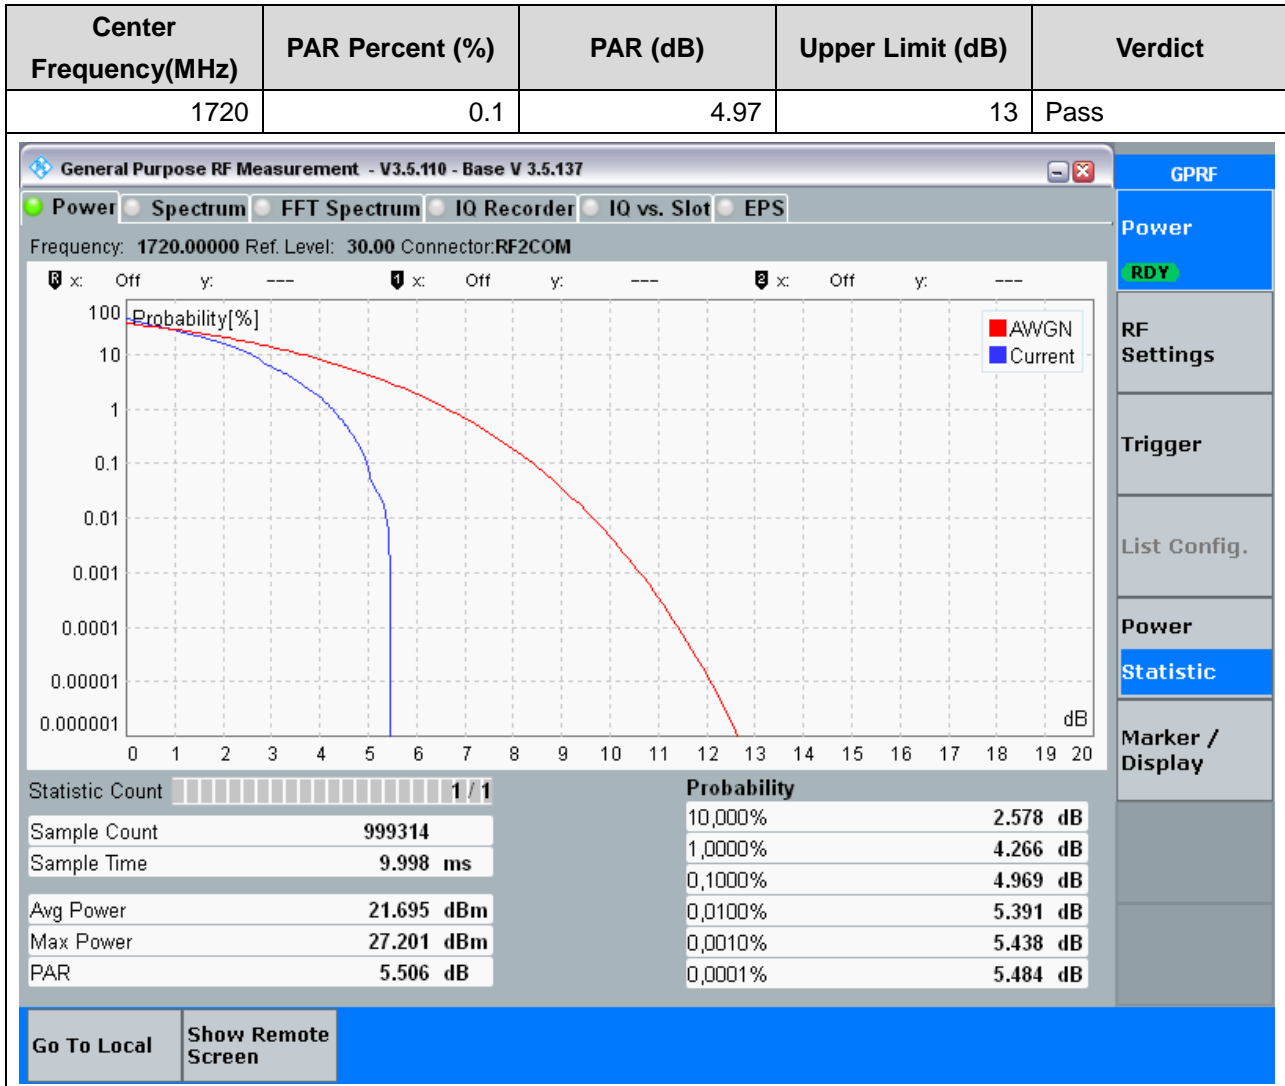 Center Frequency(MHz) PAR Percent (%) PAR (dB) Upper Limit (dB) Verdict
1720 0.1 4.97 13 Pass
General Purpose RF Measurement - V3.5.110 - Base V 3.5.137
GPRF
Power Spectrum FFT Spectrum IQ Recorder IQ vs. Slot EPS
Frequency: 1720.00000 Ref. Level: 30.00 Connector:RF2COM
R x: Off y: --- 1 x: Off y: --- 2 x: Off y: ---
Probability[%]
AWGN
Current
100
10
1
0.1
0.01
0.001
0.0001
0.00001
0.000001
dB
0 1 2 3 4 5 6 7 8 9 10 11 12 13 14 15 16 17 18 19 20
Statistic Count 1 / 1
Sample Count 999314
Sample Time 9.998 ms
Avg Power 21.695 dBm
Max Power 27.201 dBm
PAR 5.506 dB
Probability
10,000% 2.578 dB
1,0000% 4.266 dB
0,1000% 4.969 dB
0,0100% 5.391 dB
0,0010% 5.438 dB
0,0001% 5.484 dB
Power
RDY
RF
Settings
Trigger
List Config.
Power
Statistic
Marker /
Display
Go To Local
Show Remote
Screen